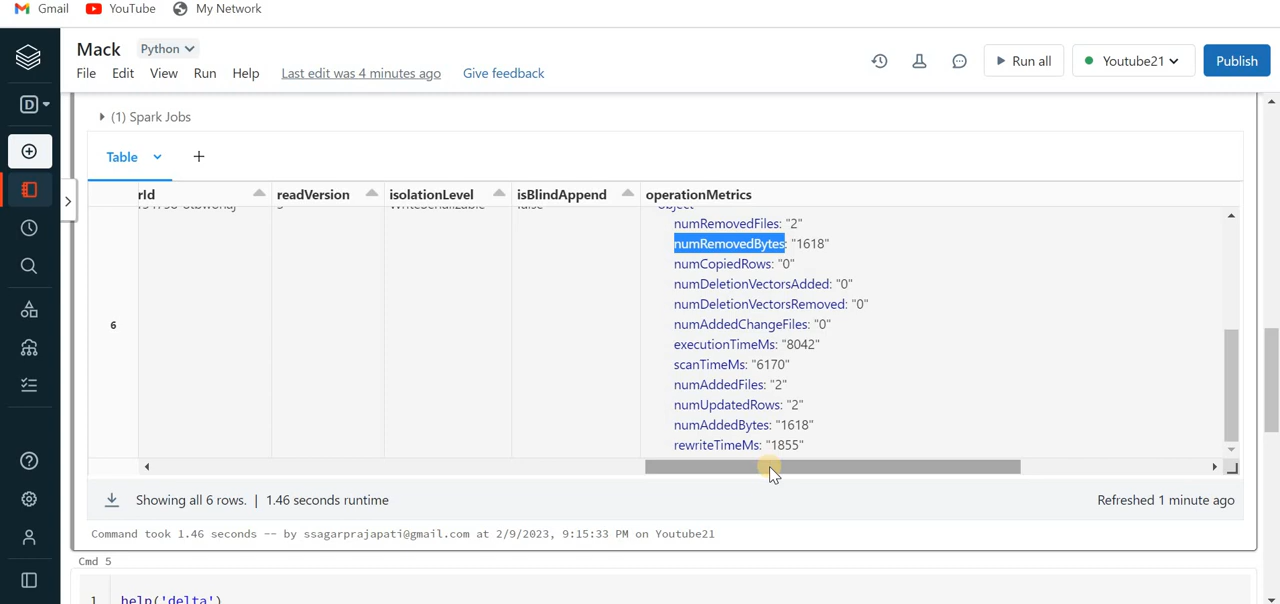 Gmail YouTube My Network
Mack Python
File Edit View Run Help Last edit was 4 minutes ago Give feedback
Run all Youtube21 Publish
D
(1) Spark Jobs
Table +
rId readVersion isolationLevel isBlindAppend operationMetrics
numRemovedFiles: "2"
numRemovedBytes: "1618"
numCopiedRows: "0"
numDeletionVectorsAdded: "0"
numDeletionVectorsRemoved: "0"
6 numAddedChangeFiles: "0"
executionTimeMs: "8042"
scanTimeMs: "6170"
numAddedFiles: "2"
numUpdatedRows: "2"
numAddedBytes: "1618"
rewriteTimeMs: "1855"
Showing all 6 rows. | 1.46 seconds runtime Refreshed 1 minute ago
Command took 1.46 seconds -- by ssagarprajapati@gmail.com at 2/9/2023, 9:15:33 PM on Youtube21
Cmd 5
1 help('delta')